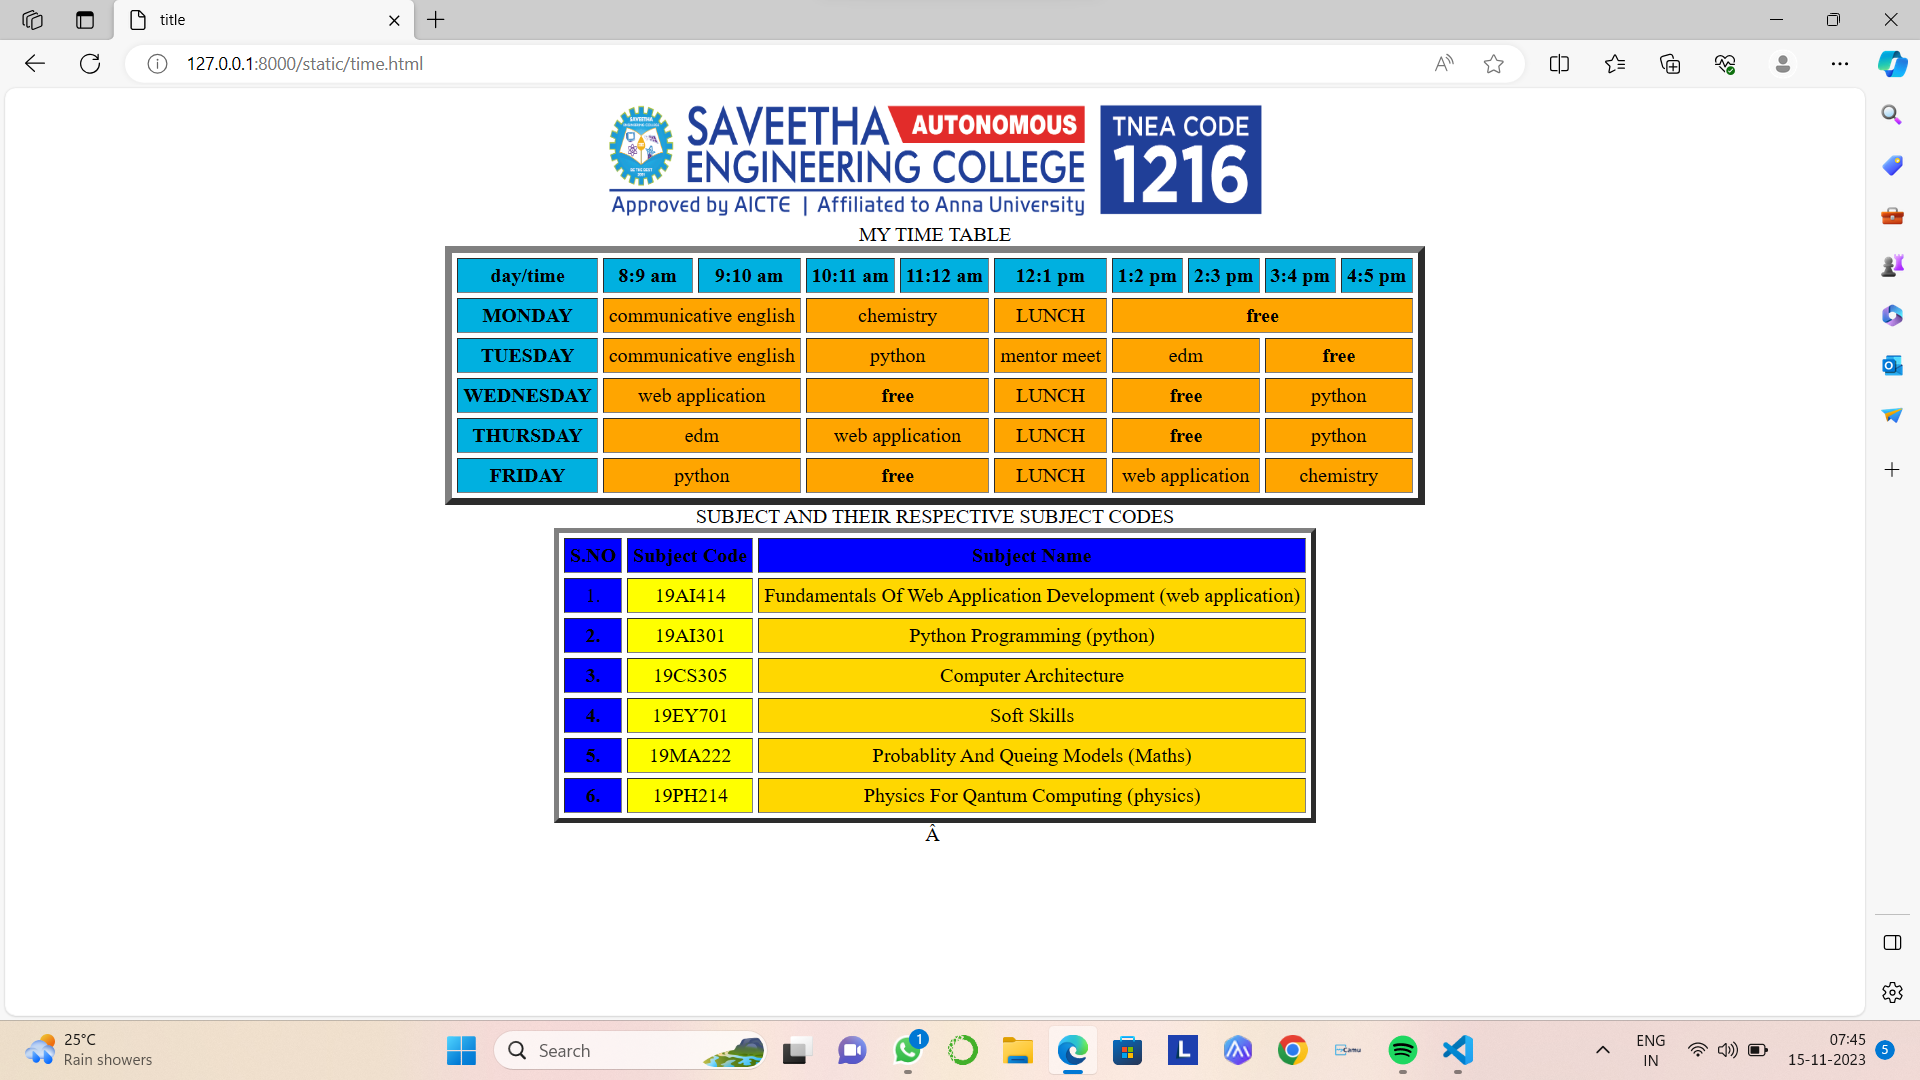 title
127.0.0.1:8000/static/time.html
SAVEETHA AUTONOMOUS
ENGINEERING COLLEGE
Approved by AICTE | Affiliated to Anna University
TNEA CODE
1216
MY TIME TABLE
day/time 8:9 am 9:10 am 10:11 am 11:12 am 12:1 pm 1:2 pm 2:3 pm 3:4 pm 4:5 pm
MONDAY communicative english chemistry LUNCH free
TUESDAY communicative english python mentor meet edm free
WEDNESDAY web application free LUNCH free python
THURSDAY edm web application LUNCH free python
FRIDAY python free LUNCH web application chemistry
SUBJECT AND THEIR RESPECTIVE SUBJECT CODES
S.NO Subject Code Subject Name
1. 19AI414 Fundamentals Of Web Application Development (web application)
2. 19AI301 Python Programming (python)
3. 19CS305 Computer Architecture
4. 19EY701 Soft Skills
5. 19MA222 Probablity And Queing Models (Maths)
6. 19PH214 Physics For Qantum Computing (physics)
Â
25°C
Rain showers
Search
1
ENG
IN
07:45
15-11-2023
5